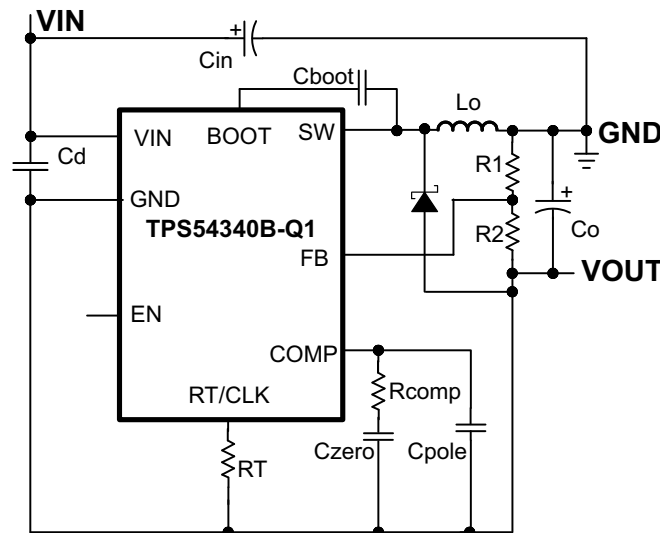 VIN
Cin
Cboot
Lo
VIN
BOOT
SW
GND
Cd
R1
GND
TPS54340B-Q1
R2
Co
FB
VOUT
EN
COMP
RT/CLK
Rcomp
Czero
Cpole
RT